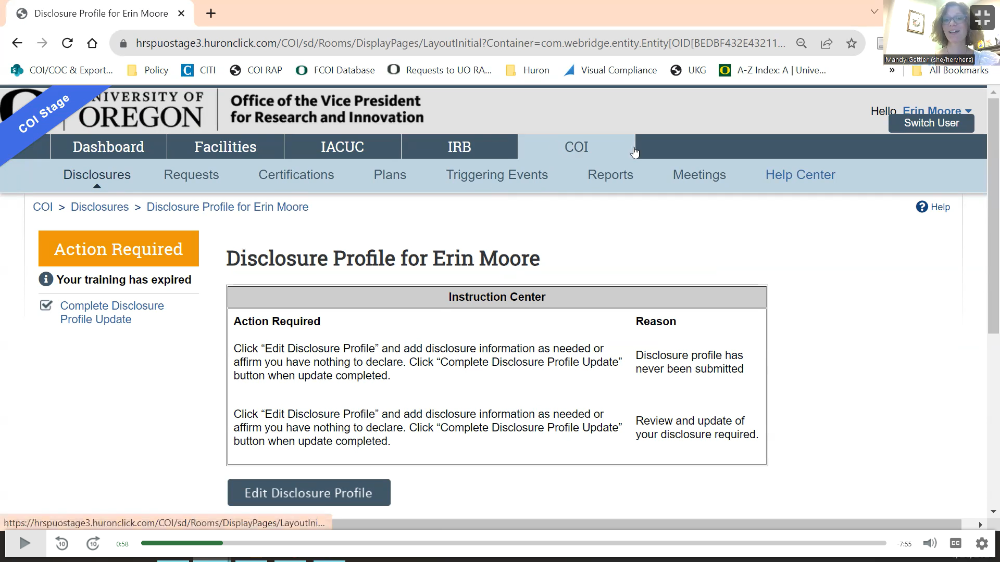 Disclosure Profile for Erin Moore
hrspuostage3.huronclick.com/COI/sd/Rooms/DisplayPages/LayoutInitial?Container=com.webridge.entity.Entity[OID[BEDBF432E43211...
Mandy Gettler (she/her/hers)
COI/COC & Export... Policy CITI COI RAP FCOI Database Requests to UO RA... Huron Visual Compliance UKG A-Z Index: A | Unive... » All Bookmarks
COI Stage
UNIVERSITY OF
OREGON
Office of the Vice President
for Research and Innovation
Hello Erin Moore
Switch User
Dashboard Facilities IACUC IRB COI
Disclosures Requests Certifications Plans Triggering Events Reports Meetings Help Center
COI > Disclosures > Disclosure Profile for Erin Moore
Help
Action Required
Your training has expired
Complete Disclosure
Profile Update
Disclosure Profile for Erin Moore
Instruction Center
Action Required Reason
Click “Edit Disclosure Profile” and add disclosure information as needed or
affirm you have nothing to declare. Click “Complete Disclosure Profile Update”
button when update completed.
Disclosure profile has
never been submitted
Click “Edit Disclosure Profile” and add disclosure information as needed or
affirm you have nothing to declare. Click “Complete Disclosure Profile Update”
button when update completed.
Review and update of
your disclosure required.
Edit Disclosure Profile
https://hrspuostage3.huronclick.com/COI/sd/Rooms/DisplayPages/LayoutIni...
10 10 0:58 -7:55 CC